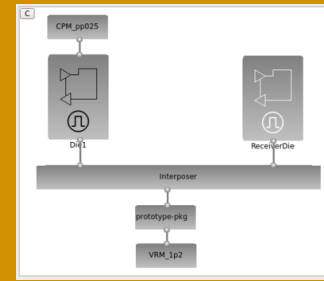 C
CPM_pp025
Die1
ReceiverDie
Interposer
prototype-pkg
VRM_1p2